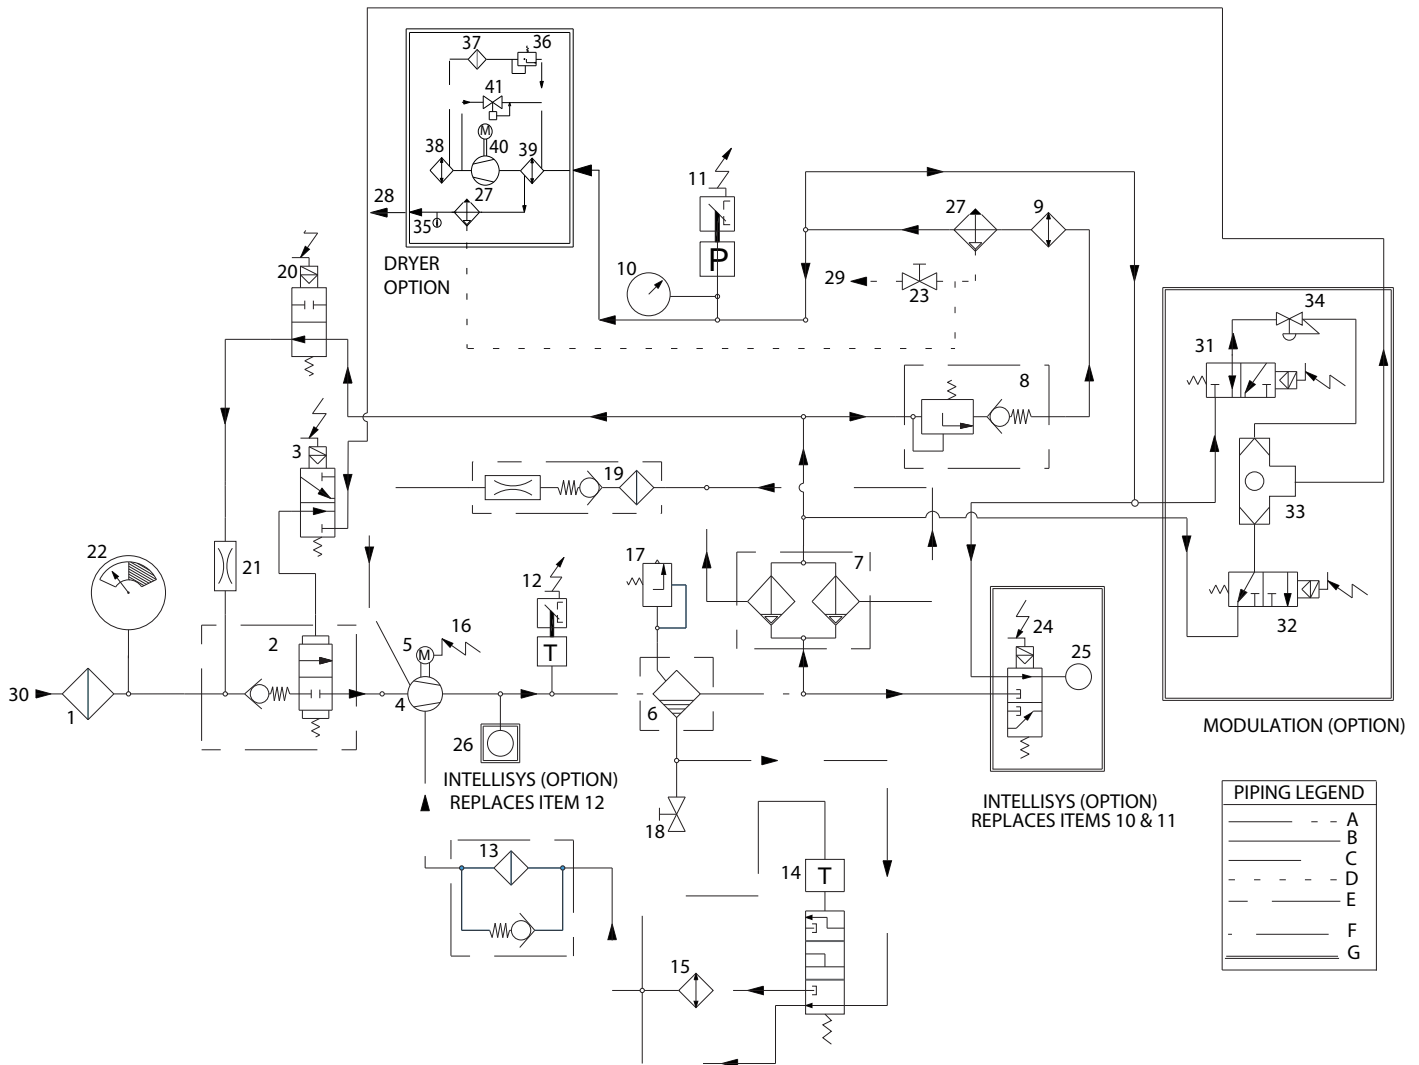 37
36
41
M
38
40
39
27
28
35
DRYER
OPTION
11
P
10
27
9
29
23
20
3
8
34
31
33
32
19
22
21
17
7
12
T
2
5
M
16
24
25
30
1
4
6
26
INTELLISYS (OPTION)
REPLACES ITEM 12
MODULATION (OPTION)
INTELLISYS (OPTION)
REPLACES ITEMS 10 & 11
18
13
14
T
15
PIPING LEGEND
A
B
C
D
E
F
G